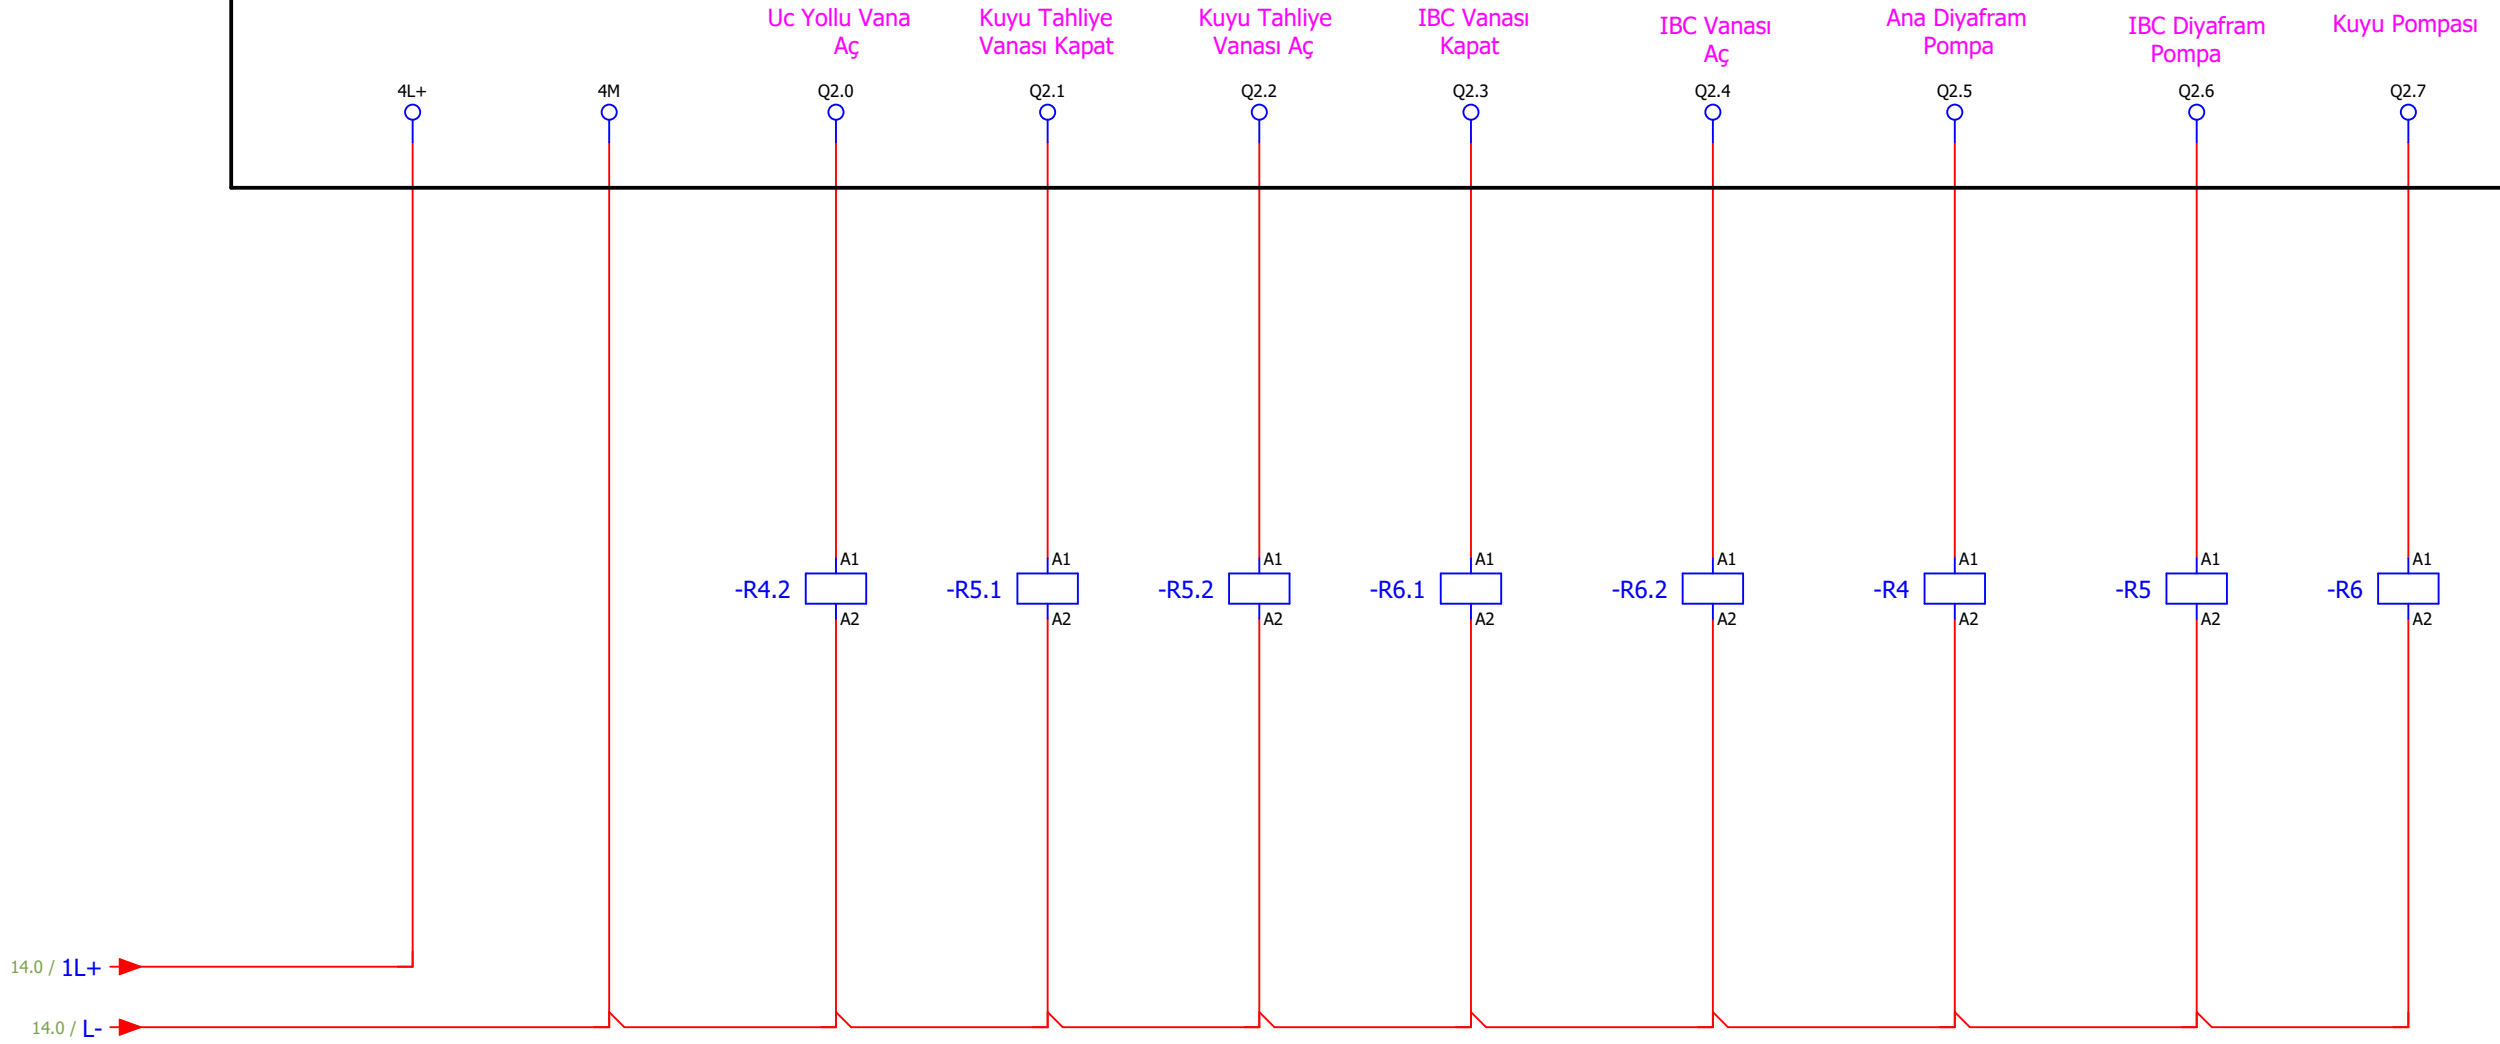 Uc Yollu Vana
Aç
Kuyu Tahliye
Vanası Kapat
Kuyu Tahliye
Vanası Aç
IBC Vanası
Kapat
IBC Vanası
Aç
Ana Diyafram
Pompa
IBC Diyafram
Pompa
Kuyu Pompası
4L+
4M
Q2.0
Q2.1
Q2.2
Q2.3
Q2.4
Q2.5
Q2.6
Q2.7
A1
A1
A1
A1
A1
A1
A1
A1
-R4.2
-R5.1
-R5.2
-R6.1
-R6.2
-R4
-R5
-R6
A2
A2
A2
A2
A2
A2
A2
A2
14.0 / 1L+
14.0 / L-